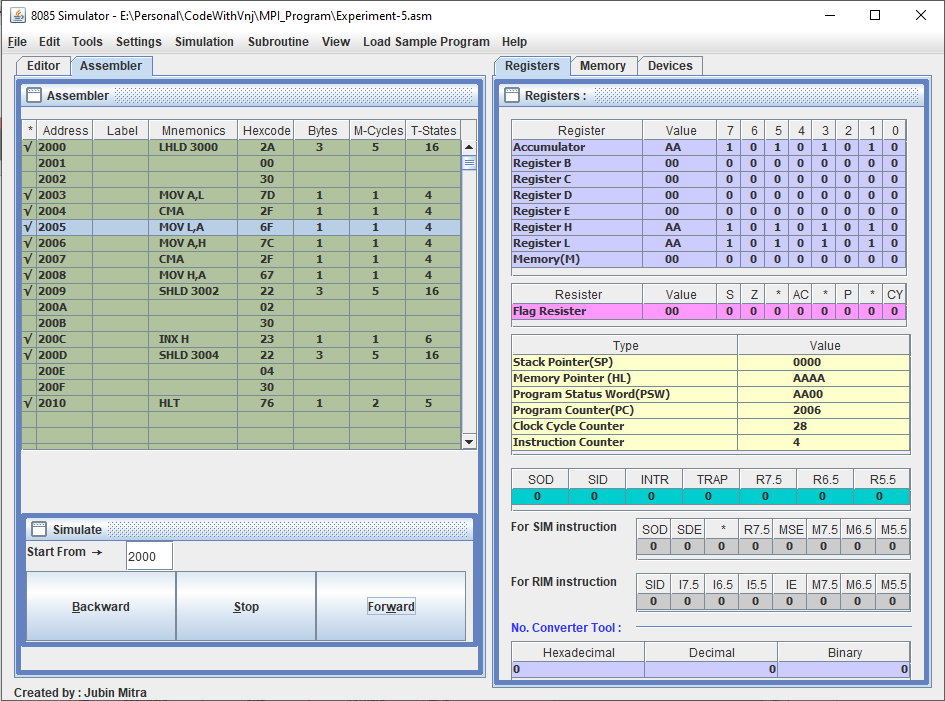 8085 Simulator - E:\Personal\CodeWithVnj\MPI_Program\Experiment-5.asm
File Edit Tools Settings Simulation Subroutine View Load Sample Program Help
Editor Assembler
Assembler
* Address Label Mnemonics Hexcode Bytes M-Cycles T-States
√ 2000 LHLD 3000 2A 3 5 16
2001 00
2002 30
√ 2003 MOV A,L 7D 1 1 4
√ 2004 CMA 2F 1 1 4
√ 2005 MOV L,A 6F 1 1 4
√ 2006 MOV A,H 7C 1 1 4
√ 2007 CMA 2F 1 1 4
√ 2008 MOV H,A 67 1 1 4
√ 2009 SHLD 3002 22 3 5 16
200A 02
200B 30
√ 200C INX H 23 1 1 6
√ 200D SHLD 3004 22 3 5 16
200E 04
200F 30
√ 2010 HLT 76 1 2 5
Simulate
Start From →
2000
Backward Stop Forward
Created by : Jubin Mitra
Registers Memory Devices
Registers :
Register Value 7 6 5 4 3 2 1 0
Accumulator AA 1 0 1 0 1 0 1 0
Register B 00 0 0 0 0 0 0 0 0
Register C 00 0 0 0 0 0 0 0 0
Register D 00 0 0 0 0 0 0 0 0
Register E 00 0 0 0 0 0 0 0 0
Register H AA 1 0 1 0 1 0 1 0
Register L AA 1 0 1 0 1 0 1 0
Memory(M) 00 0 0 0 0 0 0 0 0
Register Value S Z * AC * P * CY
Flag Resister 00 0 0 0 0 0 0 0 0
Type Value
Stack Pointer(SP) 0000
Memory Pointer (HL) AAAA
Program Status Word(PSW) AA00
Program Counter(PC) 2006
Clock Cycle Counter 28
Instruction Counter 4
SOD SID INTR TRAP R7.5 R6.5 R5.5
0 0 0 0 0 0 0
For SIM instruction
SOD SDE * R7.5 MSE M7.5 M6.5 M5.5
0 0 0 0 0 0 0 0
For RIM instruction
SID I7.5 I6.5 I5.5 IE M7.5 M6.5 M5.5
0 0 0 0 0 0 0 0
No. Converter Tool :
Hexadecimal Decimal Binary
0 0 0